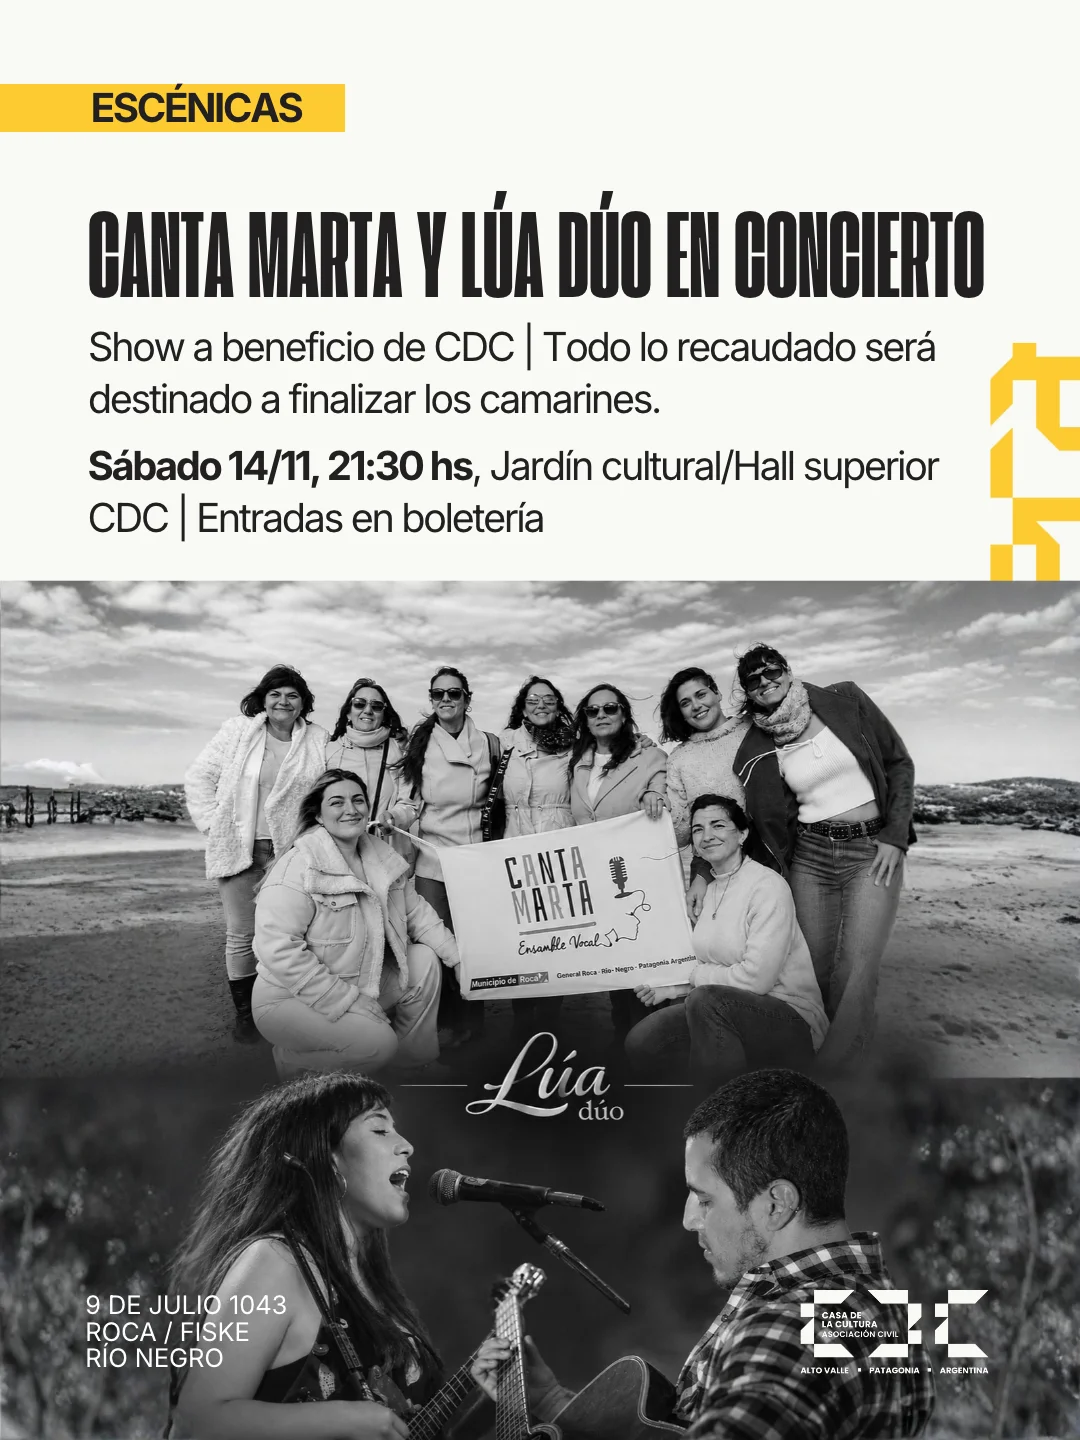 ESCÉNICAS
CANTA MARTA Y LÚA DÚO EN CONCIERTO
Show a beneficio de CDC | Todo lo recaudado será
destinado a finalizar los camarines.
Sábado 14/11, 21:30 hs, Jardín cultural/Hall superior
CDC | Entradas en boletería
CANTA
MARTA
Ensamble Vocal
Municipio de Roca
General Roca - Río- Negro - Patagonia Argentina
Lúa
dúo
9 DE JULIO 1043
ROCA / FISKE
RÍO NEGRO
CDC
CASA DE
LA CULTURA
ASOCIACIÓN CIVIL
ALTO VALLE ▪ PATAGONIA ▪ ARGENTINA